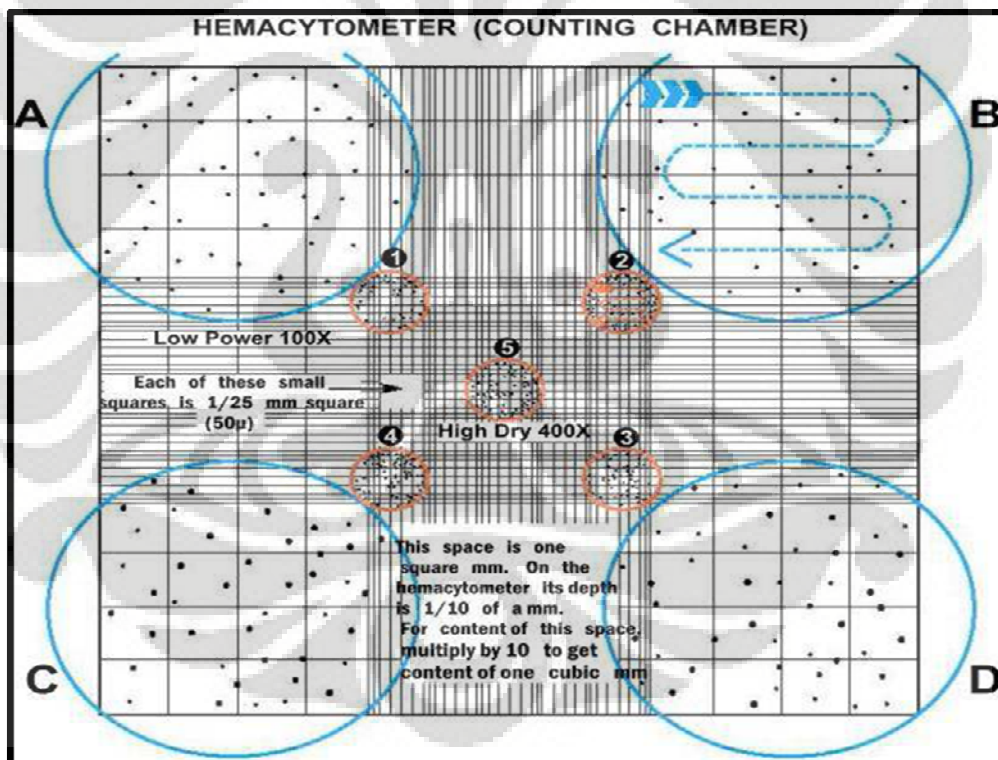 HEMACYTOMETER (COUNTING CHAMBER)
A
B
1
2
Low Power 100X
5
Each of these small
squares is 1/25 mm square
(50µ)
High Dry 400X
4
3
This space is one
square mm. On the
hemacytometer its depth
is 1/10 of a mm.
For content of this space,
multiply by 10 to get
content of one cubic mm
C
D